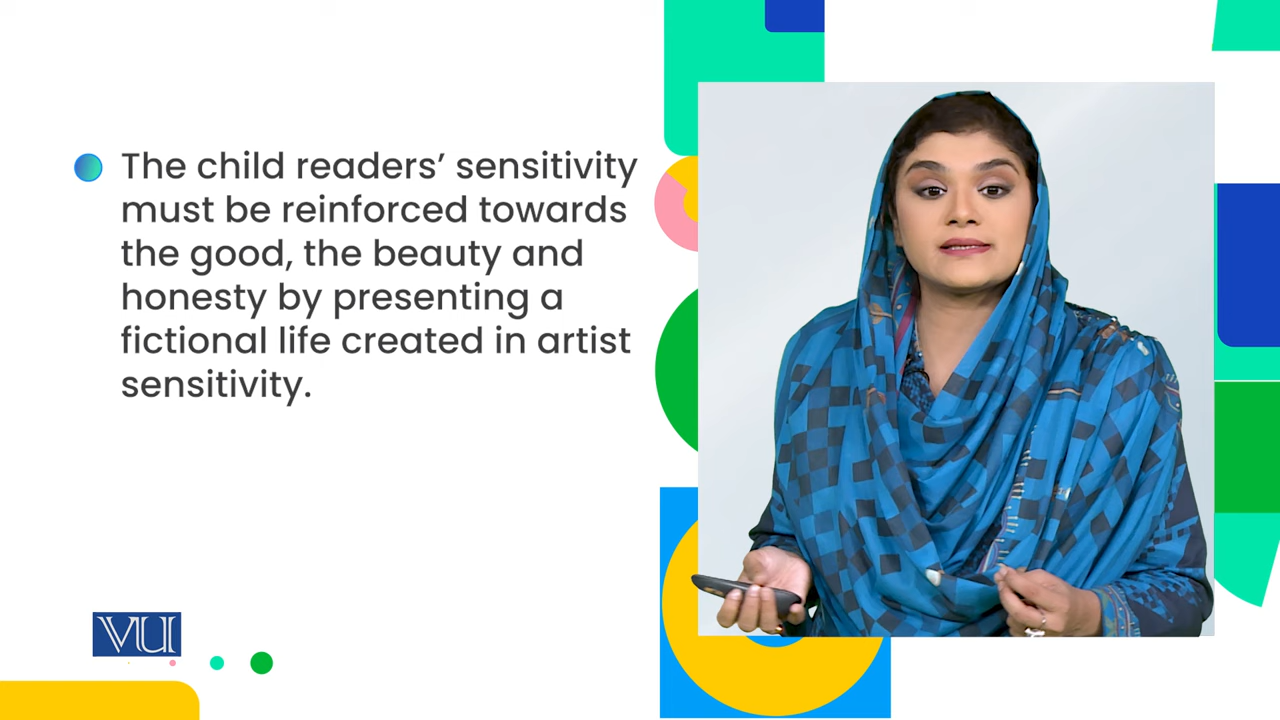 The child readers’ sensitivity
must be reinforced towards
the good, the beauty and
honesty by presenting a
fictional life created in artist
sensitivity.
VU